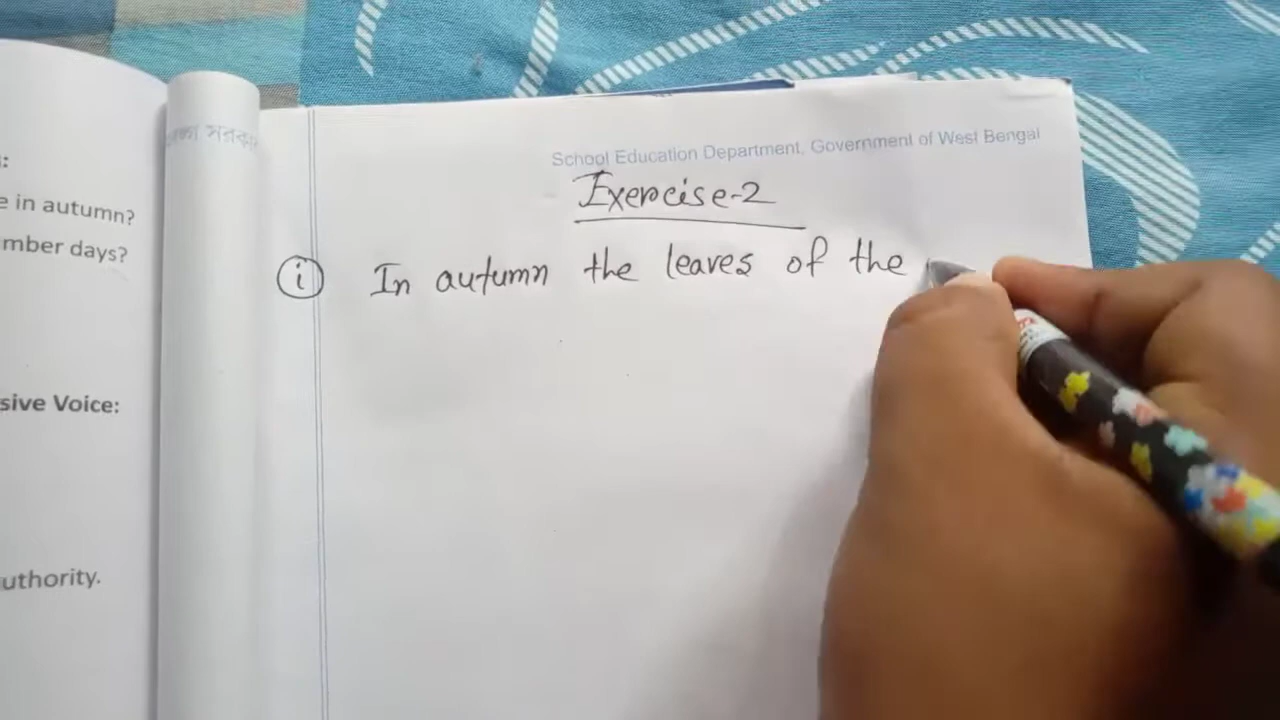 :
e in autumn?
mber days?
sive Voice:
uthority.
School Education Department, Government of West Bengal
Exercise-2
i In autumn the leaves of the